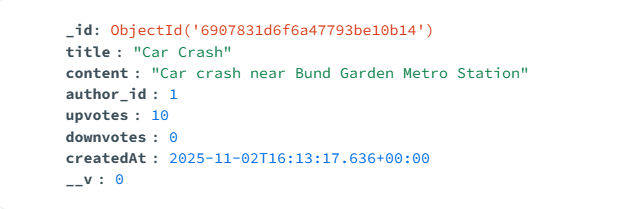 _id: ObjectId('6907831d6f6a47793be10b14')
title : "Car Crash"
content : "Car crash near Bund Garden Metro Station"
author_id : 1
upvotes : 10
downvotes : 0
createdAt : 2025-11-02T16:13:17.636+00:00
__v : 0